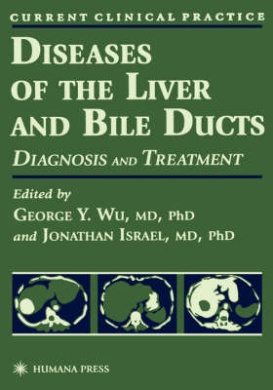 CURRENT CLINICAL PRACTICE
DISEASES
OF THE LIVER
AND BILE DUCTS
DIAGNOSIS AND TREATMENT
Edited by
GEORGE Y. WU, MD, PhD
and JONATHAN ISRAEL, MD, PhD
HUMANA PRESS